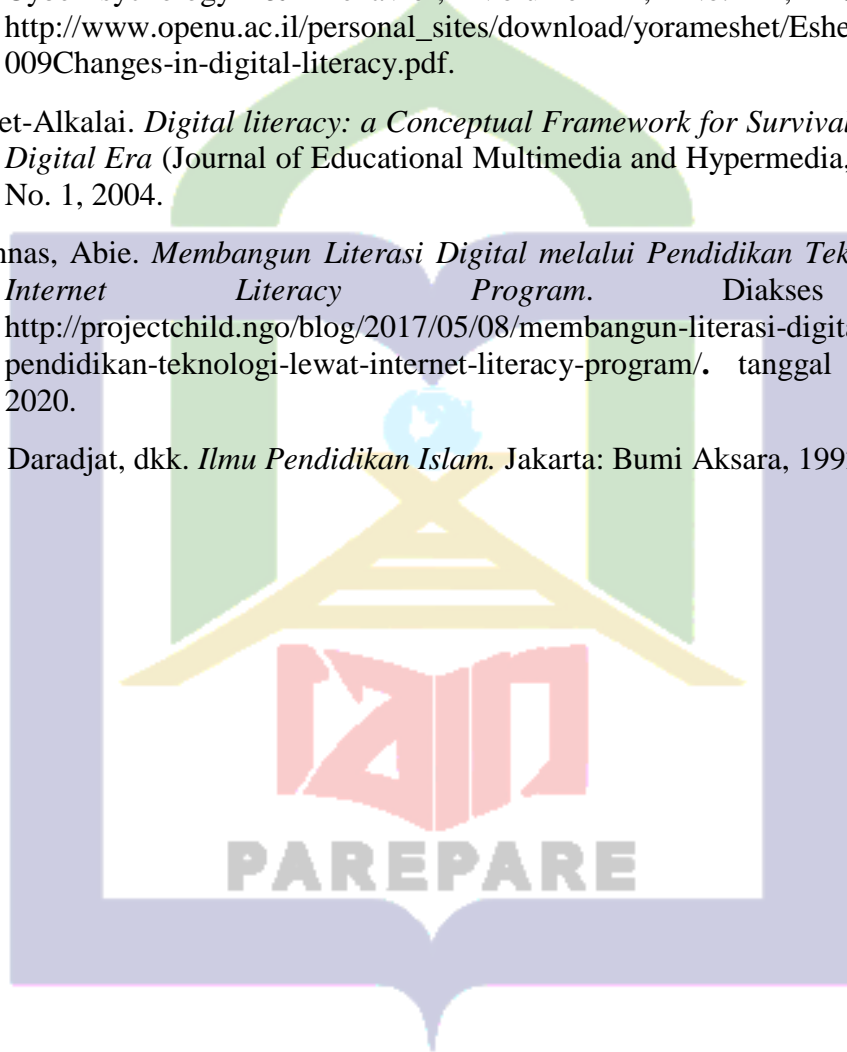 http://www.openu.ac.il/personal_sites/download/yorameshet/Eshe
009Changes-in-digital-literacy.pdf.
et-Alkalai. Digital literacy: a Conceptual Framework for Survival
Digital Era (Journal of Educational Multimedia and Hypermedia,
No. 1, 2004.
nnas, Abie. Membangun Literasi Digital melalui Pendidikan Tek
Internet Literacy Program. Diakses
http://projectchild.ngo/blog/2017/05/08/membangun-literasi-digita
pendidikan-teknologi-lewat-internet-literacy-program/. tanggal
2020.
Daradjat, dkk. Ilmu Pendidikan Islam. Jakarta: Bumi Aksara, 199
iain
PAREPARE